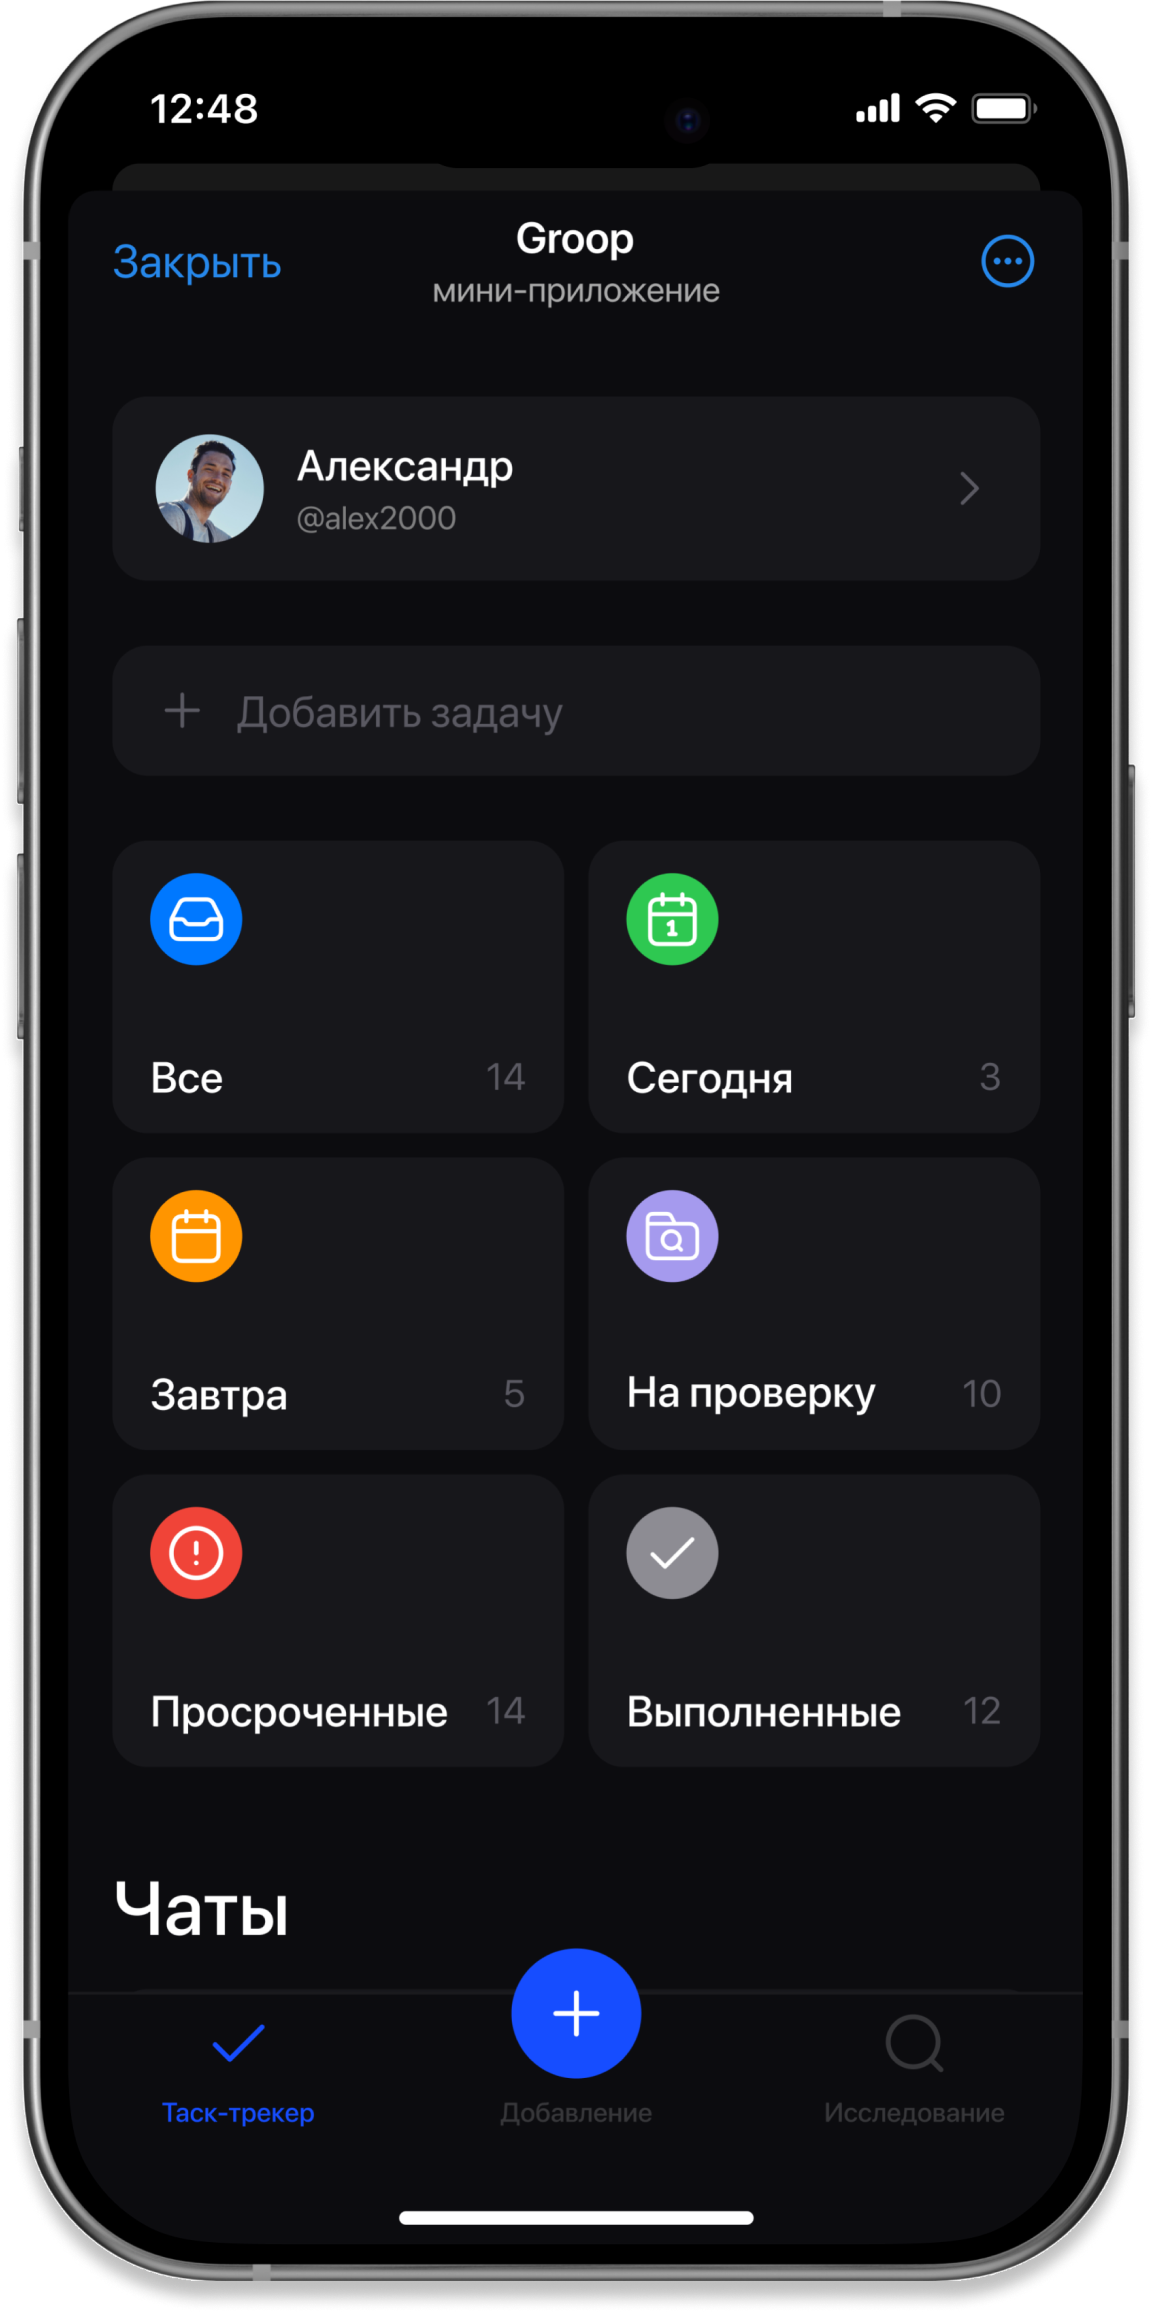 12:48
Закрыть
Groop
мини-приложение
Александр
@alex2000
Добавить задачу
1
Все 14
Сегодня 3
Завтра 5
На проверку 10
Просроченные 14
Выполненные 12
Чаты
Таск-трекер
Добавление
Исследование